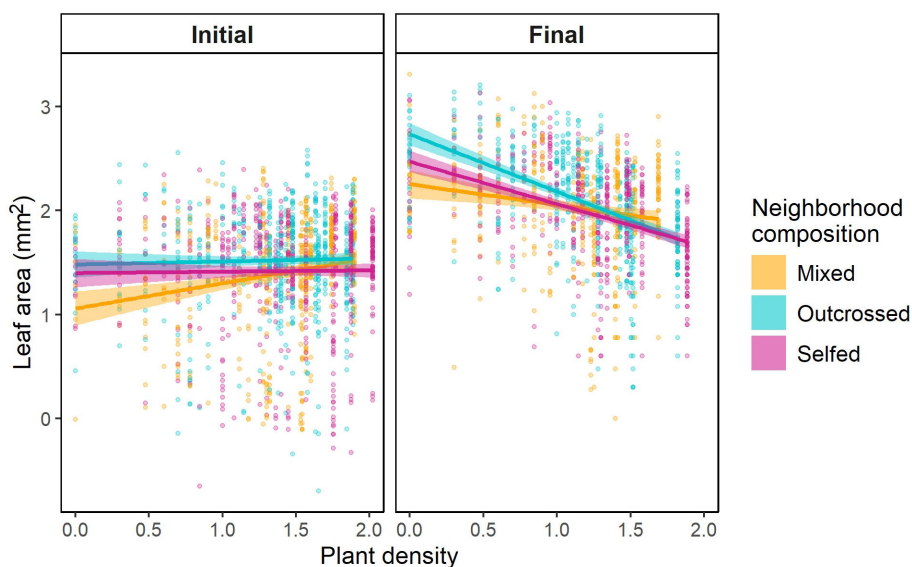 Initial
Final
Leaf area (mm²)
3
2
1
0
0.0 0.5 1.0 1.5 2.0
0.0 0.5 1.0 1.5 2.0
Plant density
Neighborhood
composition
Mixed
Outcrossed
Selfed